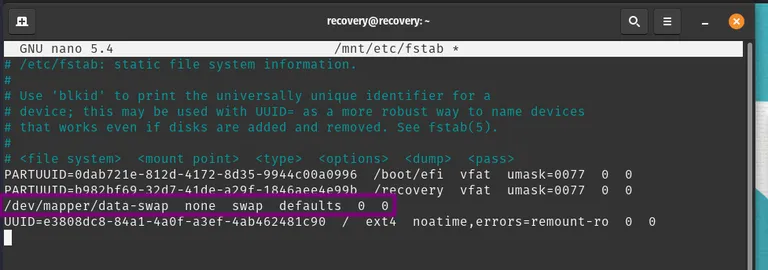 recovery@recovery: ~
GNU nano 5.4 /mnt/etc/fstab *
# /etc/fstab: static file system information.
#
# Use 'blkid' to print the universally unique identifier for a
# device; this may be used with UUID= as a more robust way to name devices
# that works even if disks are added and removed. See fstab(5).
#
# <file system> <mount point> <type> <options> <dump> <pass>
PARTUUID=0dab721e-812d-4172-8d35-9944c00a0996 /boot/efi vfat umask=0077 0 0
PARTUUID=b982bf69-32d7-41de-a29f-1846aee4e99b /recovery vfat umask=0077 0 0
/dev/mapper/data-swap none swap defaults 0 0
UUID=e3808dc8-84a1-4a0f-a3ef-4ab462481c90 / ext4 noatime,errors=remount-ro 0 0